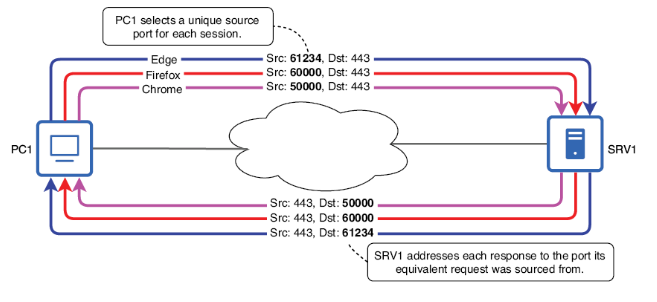 PC1 selects a unique source
port for each session.
Edge Src: 61234, Dst: 443
Firefox Src: 60000, Dst: 443
Chrome Src: 50000, Dst: 443
PC1
SRV1
Src: 443, Dst: 50000
Src: 443, Dst: 60000
Src: 443, Dst: 61234
SRV1 addresses each response to the port its
equivalent request was sourced from.